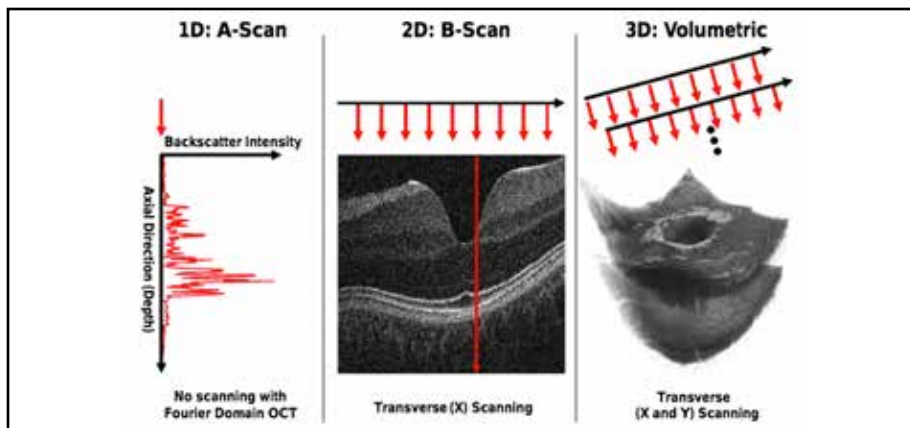 1D: A-Scan
Backscatter Intensity
Axial Direction (Depth)
No scanning with
Fourier Domain OCT
2D: B-Scan
Transverse (X) Scanning
3D: Volumetric
Transverse
(X and Y) Scanning